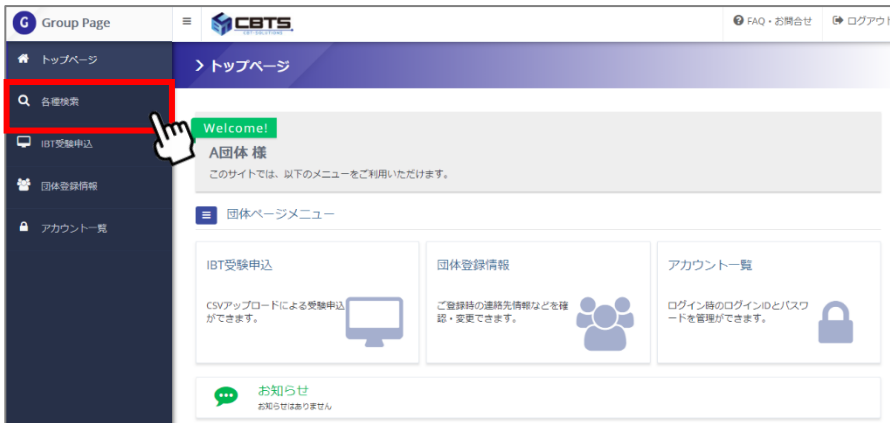 G Group Page
CBTS
CBT-SOLUTIONS
FAQ・お問合せ
ログアウト
トップページ
トップページ
各種検索
IBT受験申込
団体登録情報
アカウント一覧
Welcome!
A団体 様
このサイトでは、以下のメニューをご利用いただけます。
団体ページメニュー
IBT受験申込
CSVアップロードによる受験申込
ができます。
団体登録情報
ご登録時の連絡先情報などを確
認・変更できます。
アカウント一覧
ログイン時のログインIDとパスワ
ードを管理ができます。
お知らせ
お知らせはありません